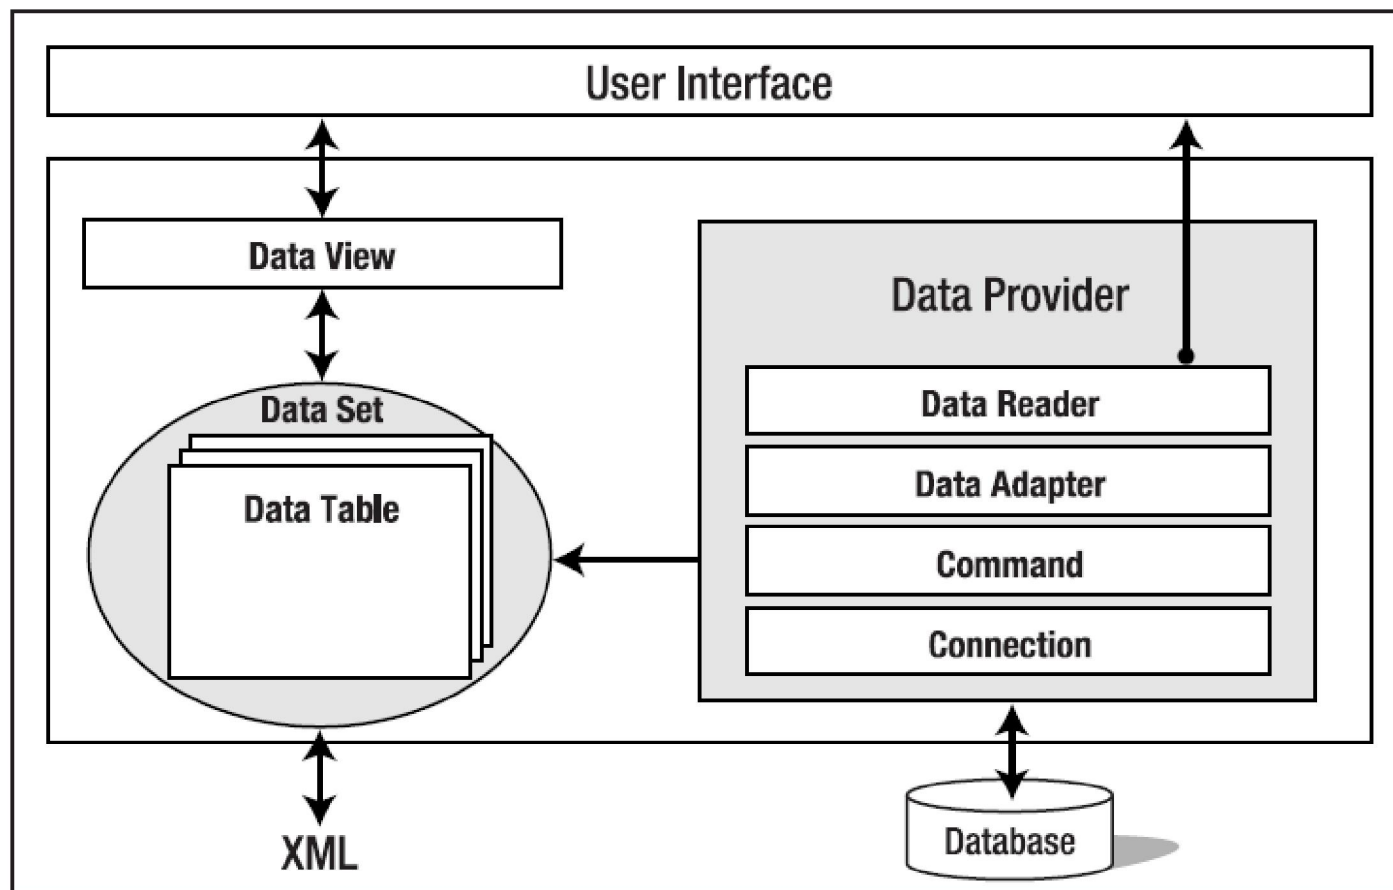 User Interface
Data View
Data Set
Data Table
Data Provider
Data Reader
Data Adapter
Command
Connection
XML
Database